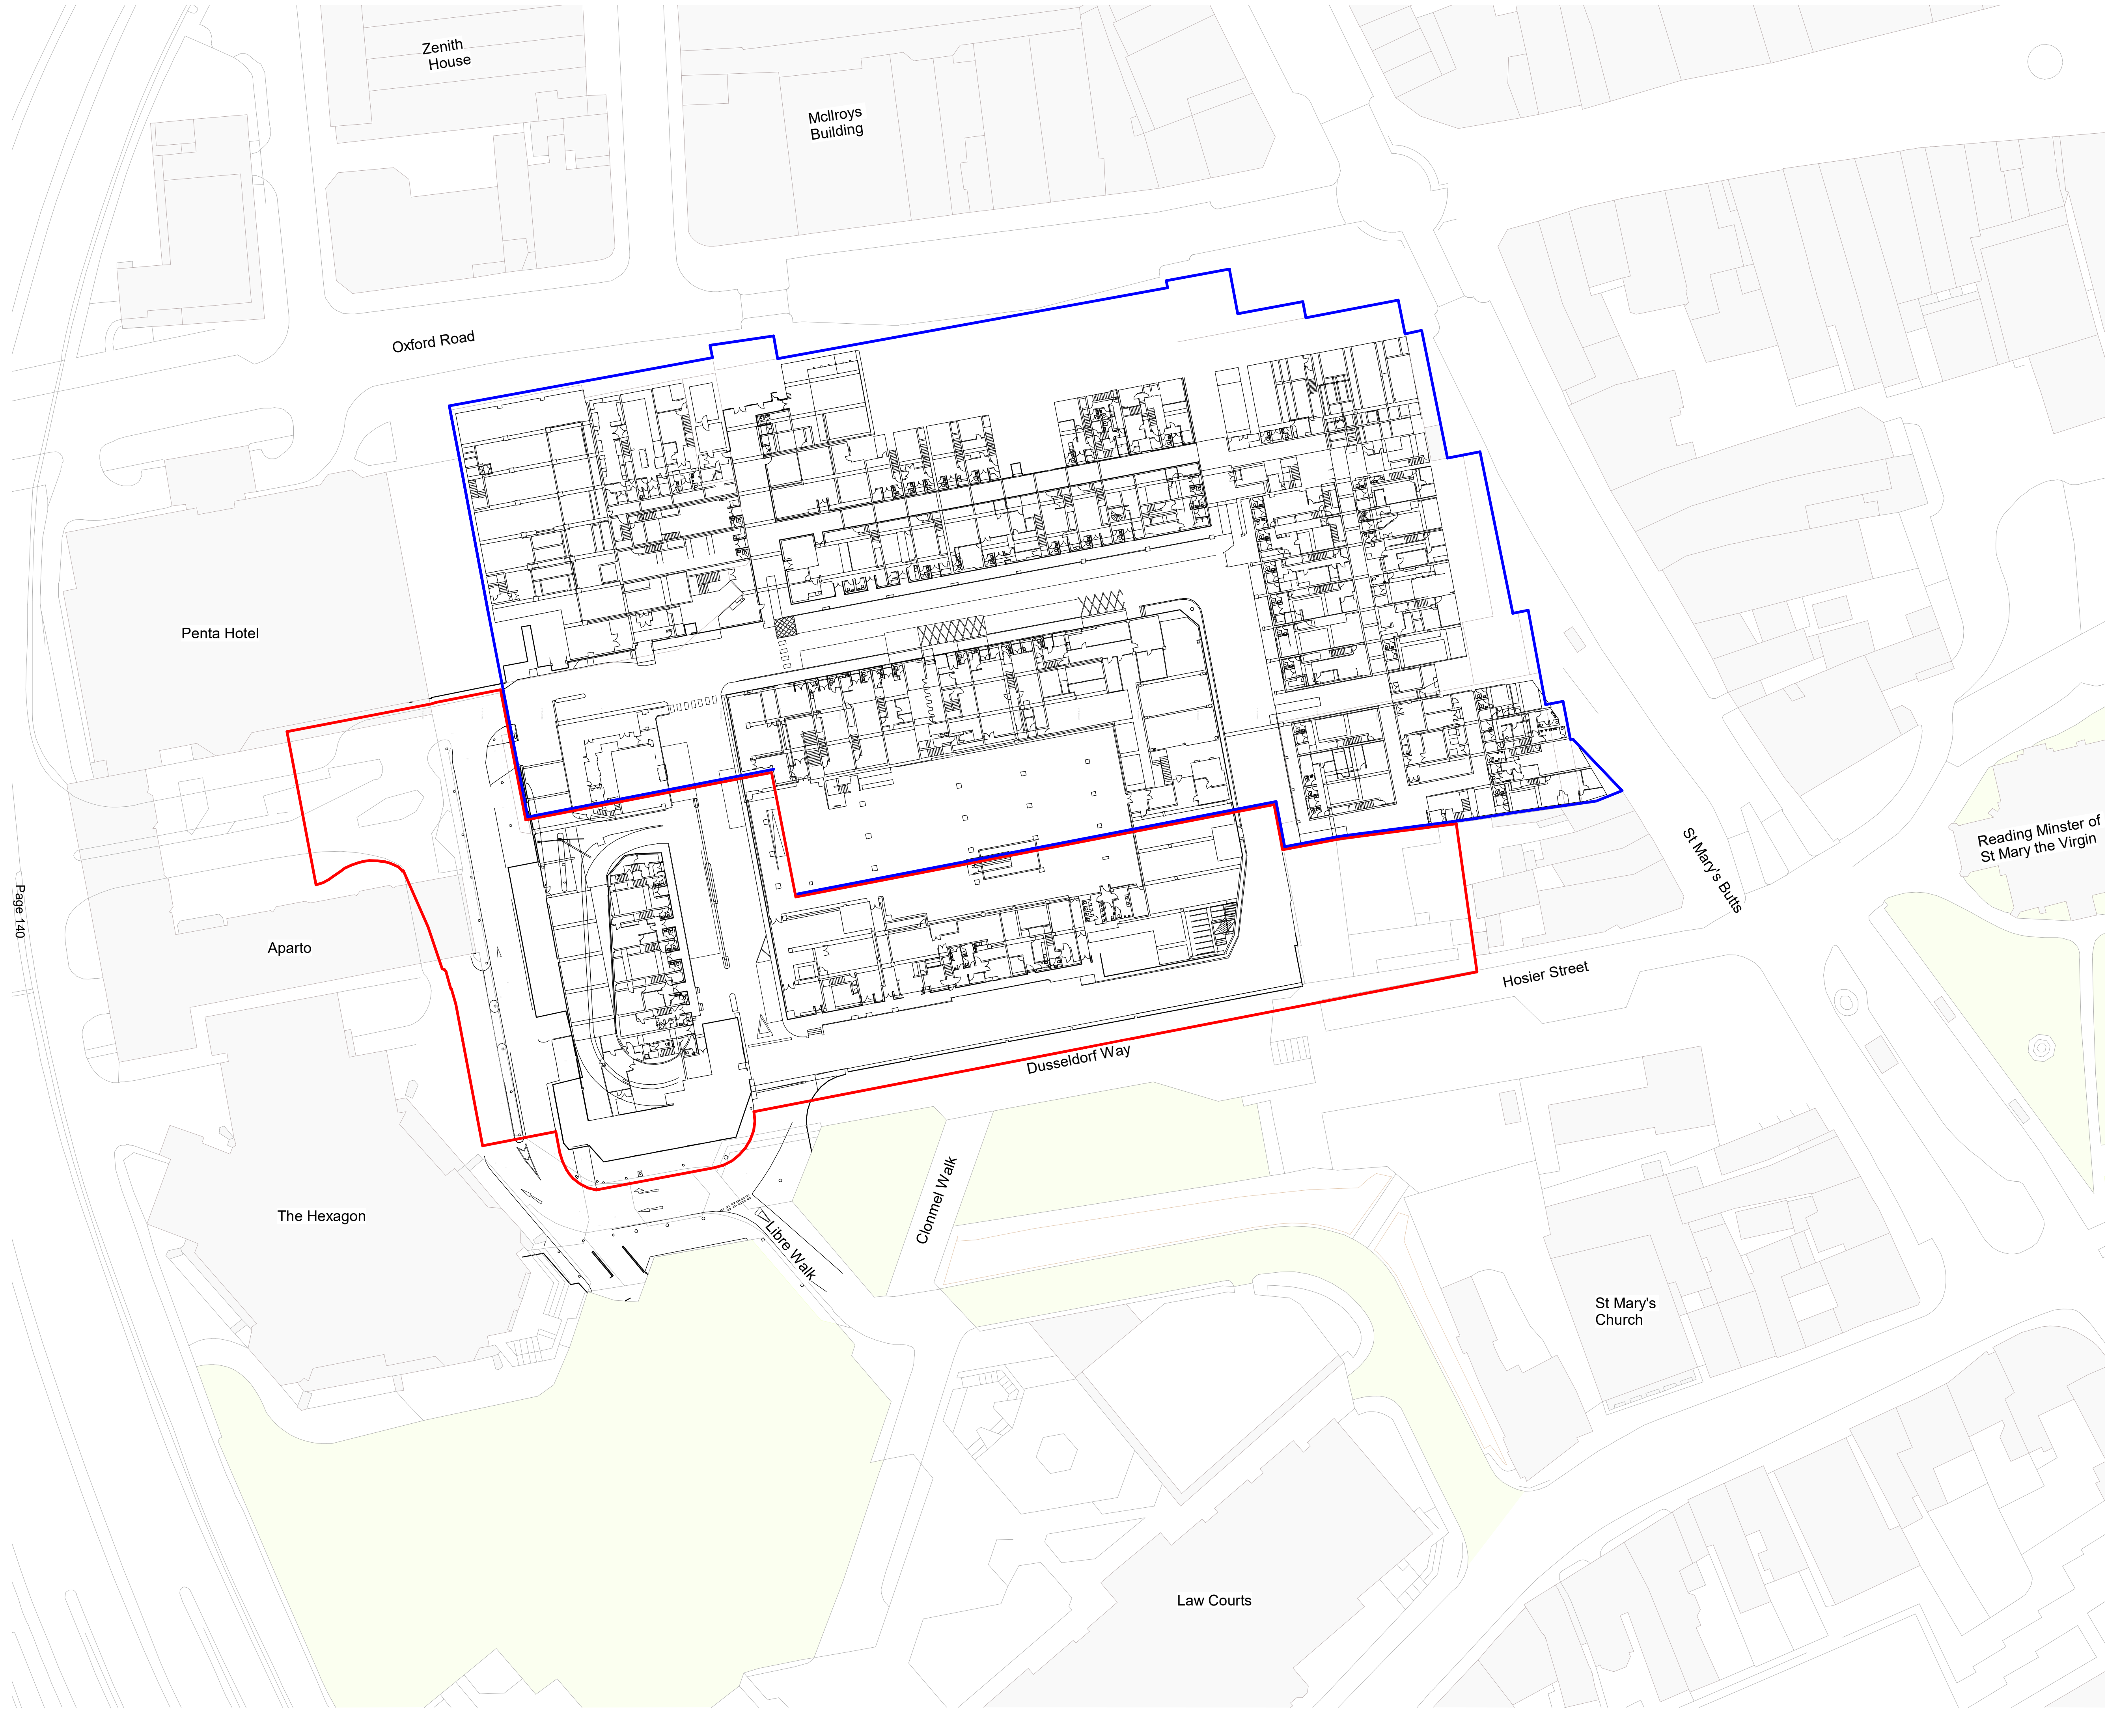 Zenith
House
McIlroys
Building
Oxford Road
Penta Hotel
Reading Minster of
St Mary the Virgin
St Mary's Butts
Page 140
Aparto
Hosier Street
Dusseldorf Way
The Hexagon
Clonmel Walk
Libre Walk
St Mary's
Church
Law Courts